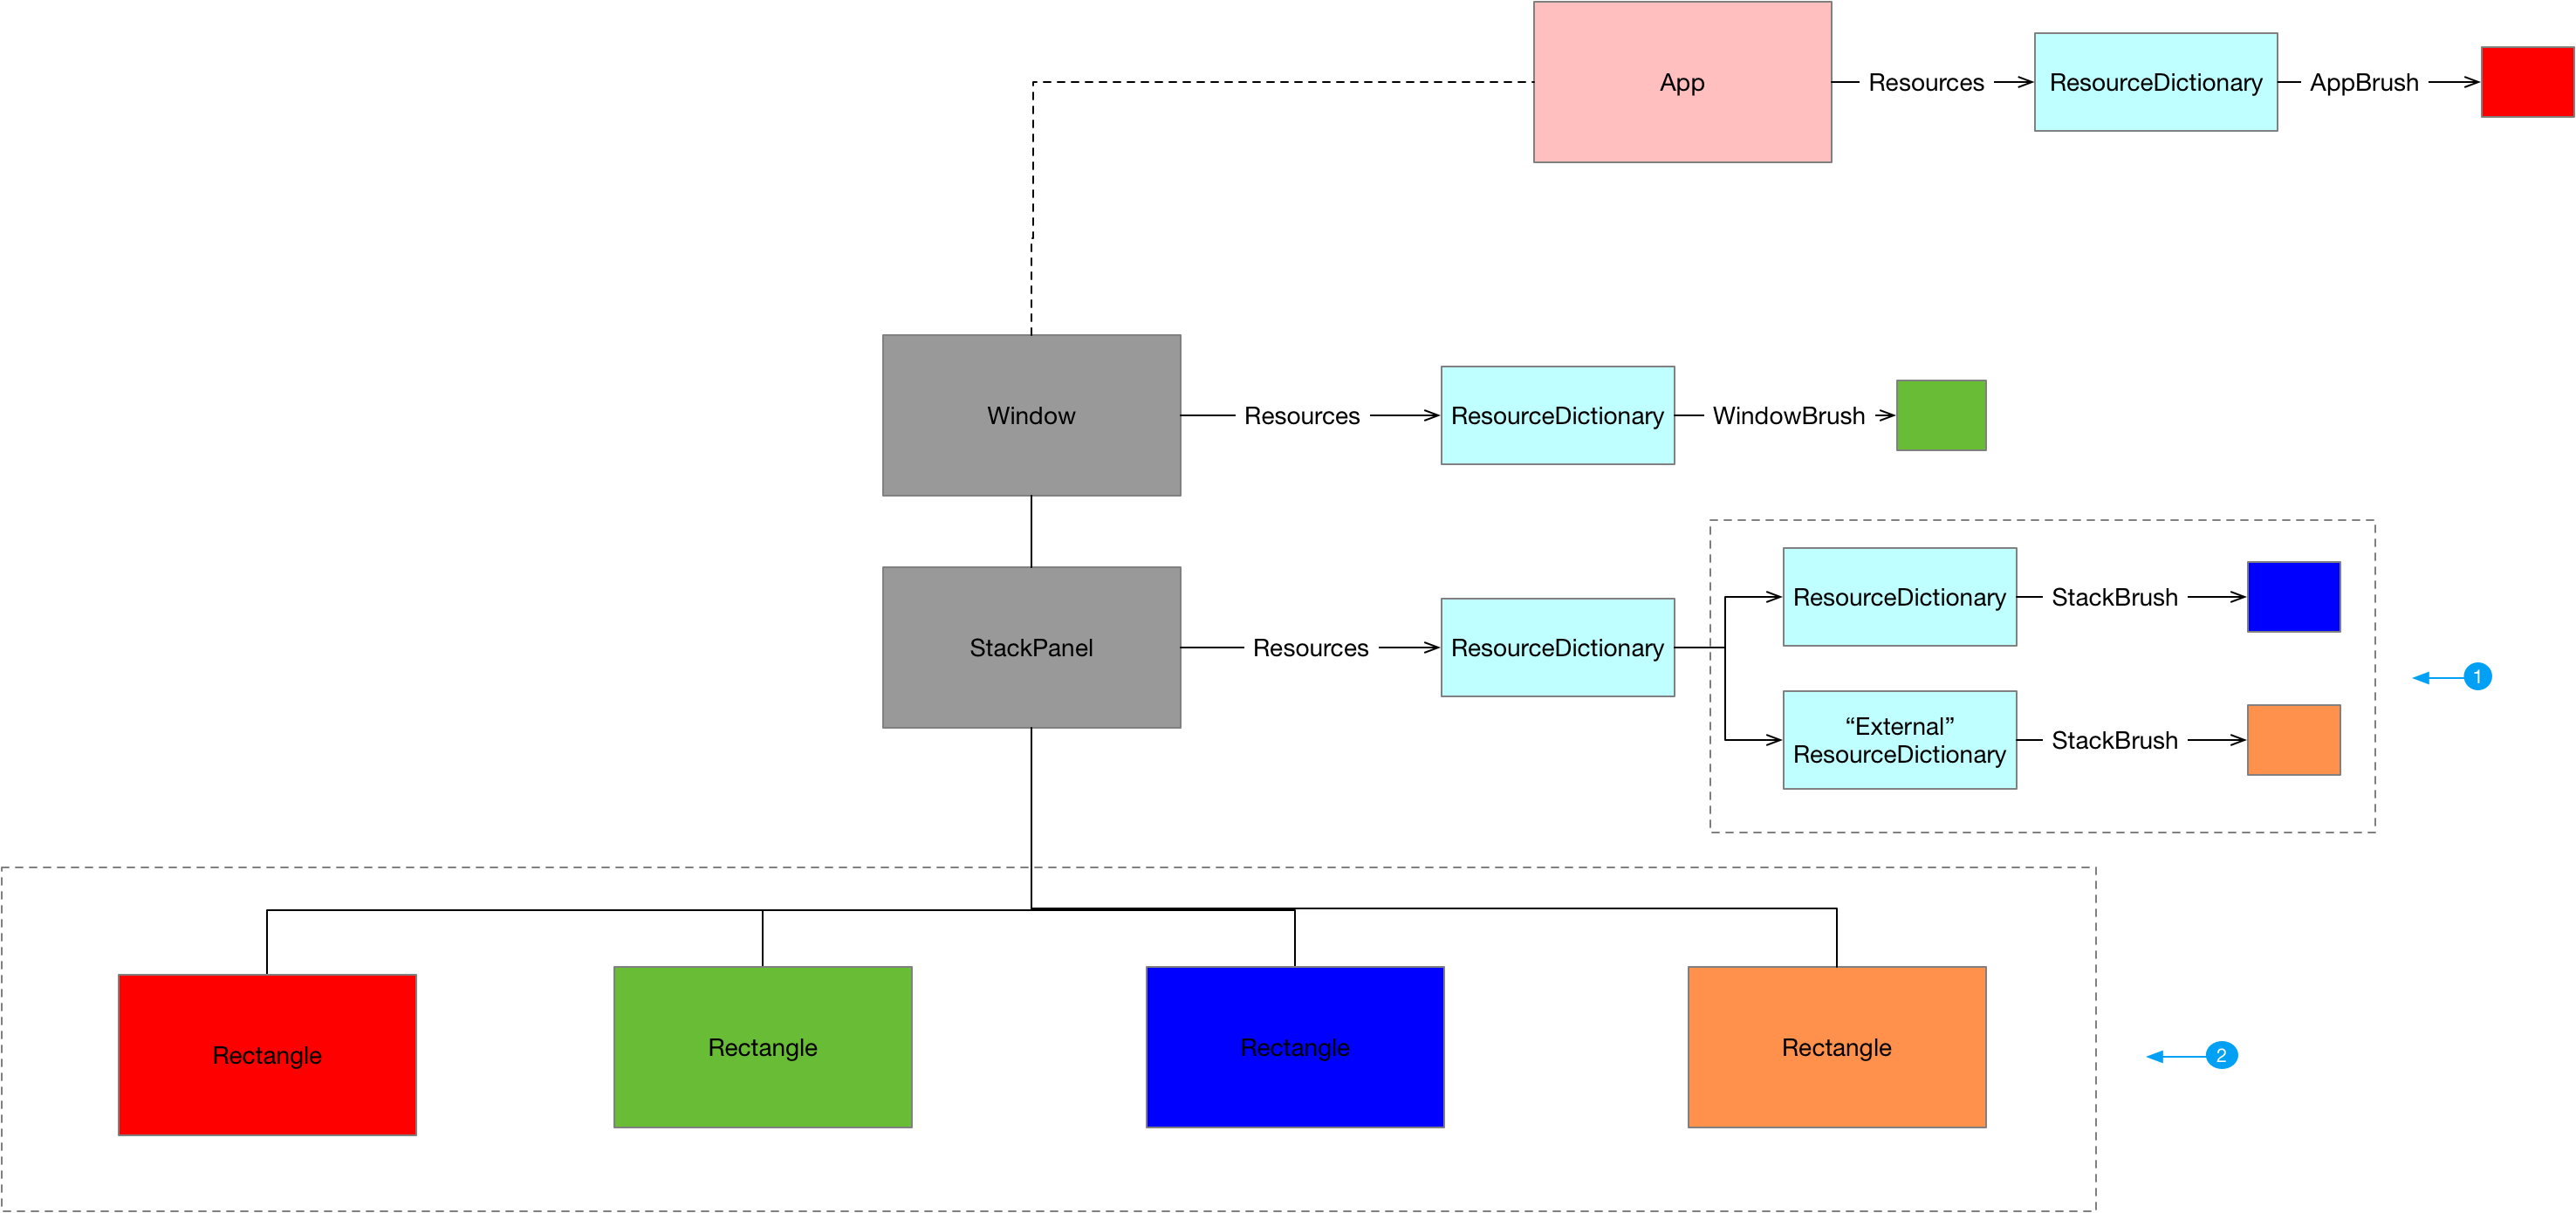 App
Resources
ResourceDictionary
AppBrush
Window
Resources
ResourceDictionary
WindowBrush
StackPanel
Resources
ResourceDictionary
ResourceDictionary
StackBrush
“External”
ResourceDictionary
StackBrush
1
Rectangle
Rectangle
Rectangle
Rectangle
2